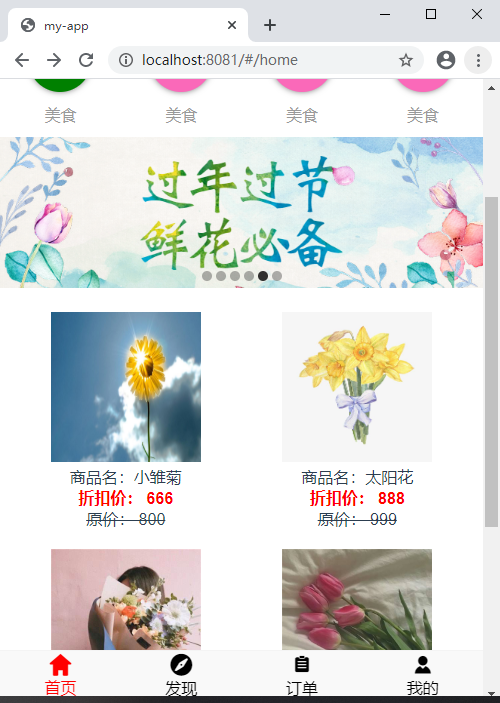 my-app
localhost:8081/#/home
美食 美食 美食 美食
过年过节
鲜花必备
商品名：小雏菊
折扣价： 666
原价： 800
商品名：太阳花
折扣价： 888
原价： 999
首页 发现 订单 我的